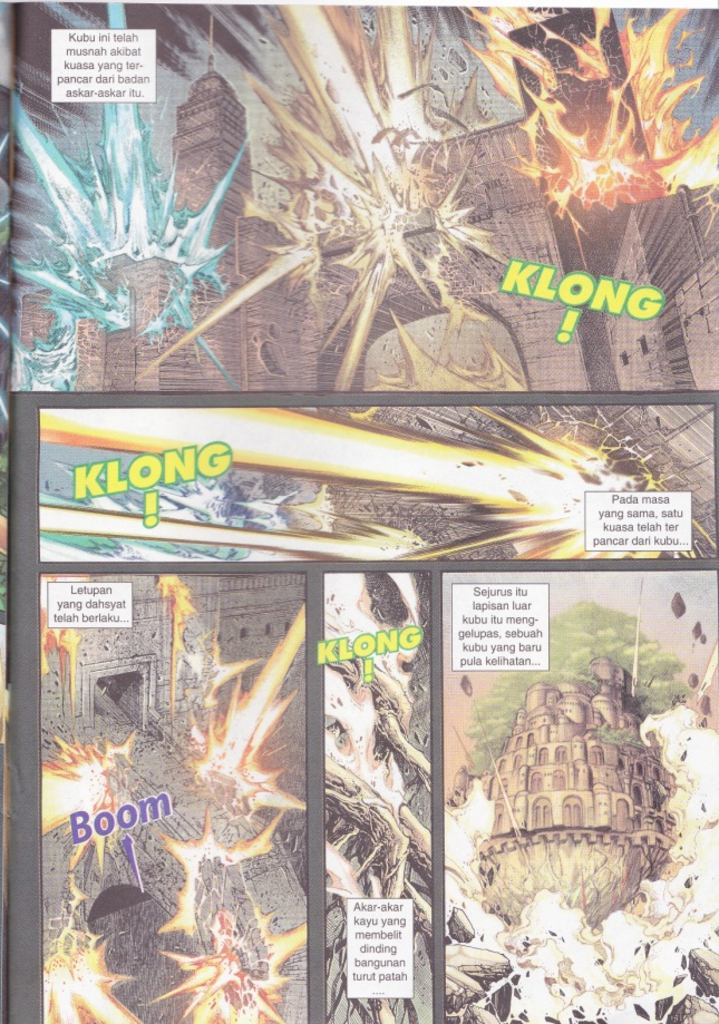 Kubu ini telah
musnah akibat
kuasa yang ter-
pancar dari badan
askar-askar itu.
KLONG
!
KLONG
!
Pada masa
yang sama, satu
kuasa telah ter
pancar dari kubu...
Letupan
yang dahsyat
telah berlaku...
Boom
KLONG
!
Akar-akar
kayu yang
membelit
dinding
bangunan
turut patah
....
Sejurus itu
lapisan luar
kubu itu meng-
gelupas, sebuah
kubu yang baru
pula kelihatan...